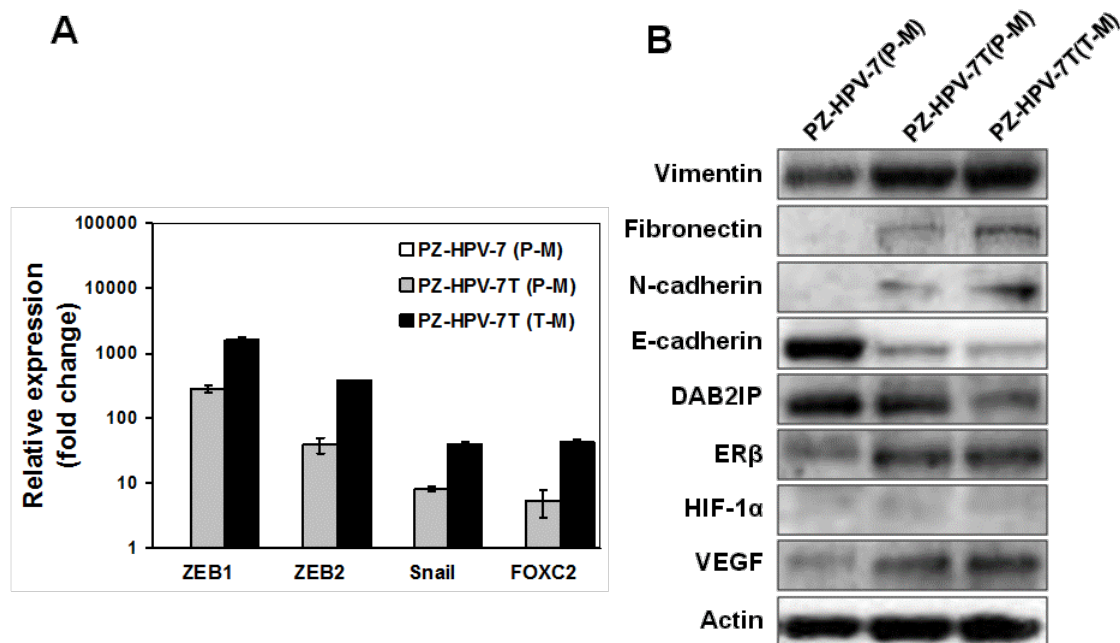 A
Relative expression
(fold change)
100000
10000
1000
100
10
1
PZ-HPV-7 (P-M)
PZ-HPV-7T (P-M)
PZ-HPV-7T (T-M)
ZEB1 ZEB2 Snail FOXC2
B
PZ-HPV-7(P-M)
PZ-HPV-7T(P-M)
PZ-HPV-7T(T-M)
Vimentin
Fibronectin
N-cadherin
E-cadherin
DAB2IP
ERβ
HIF-1α
VEGF
Actin